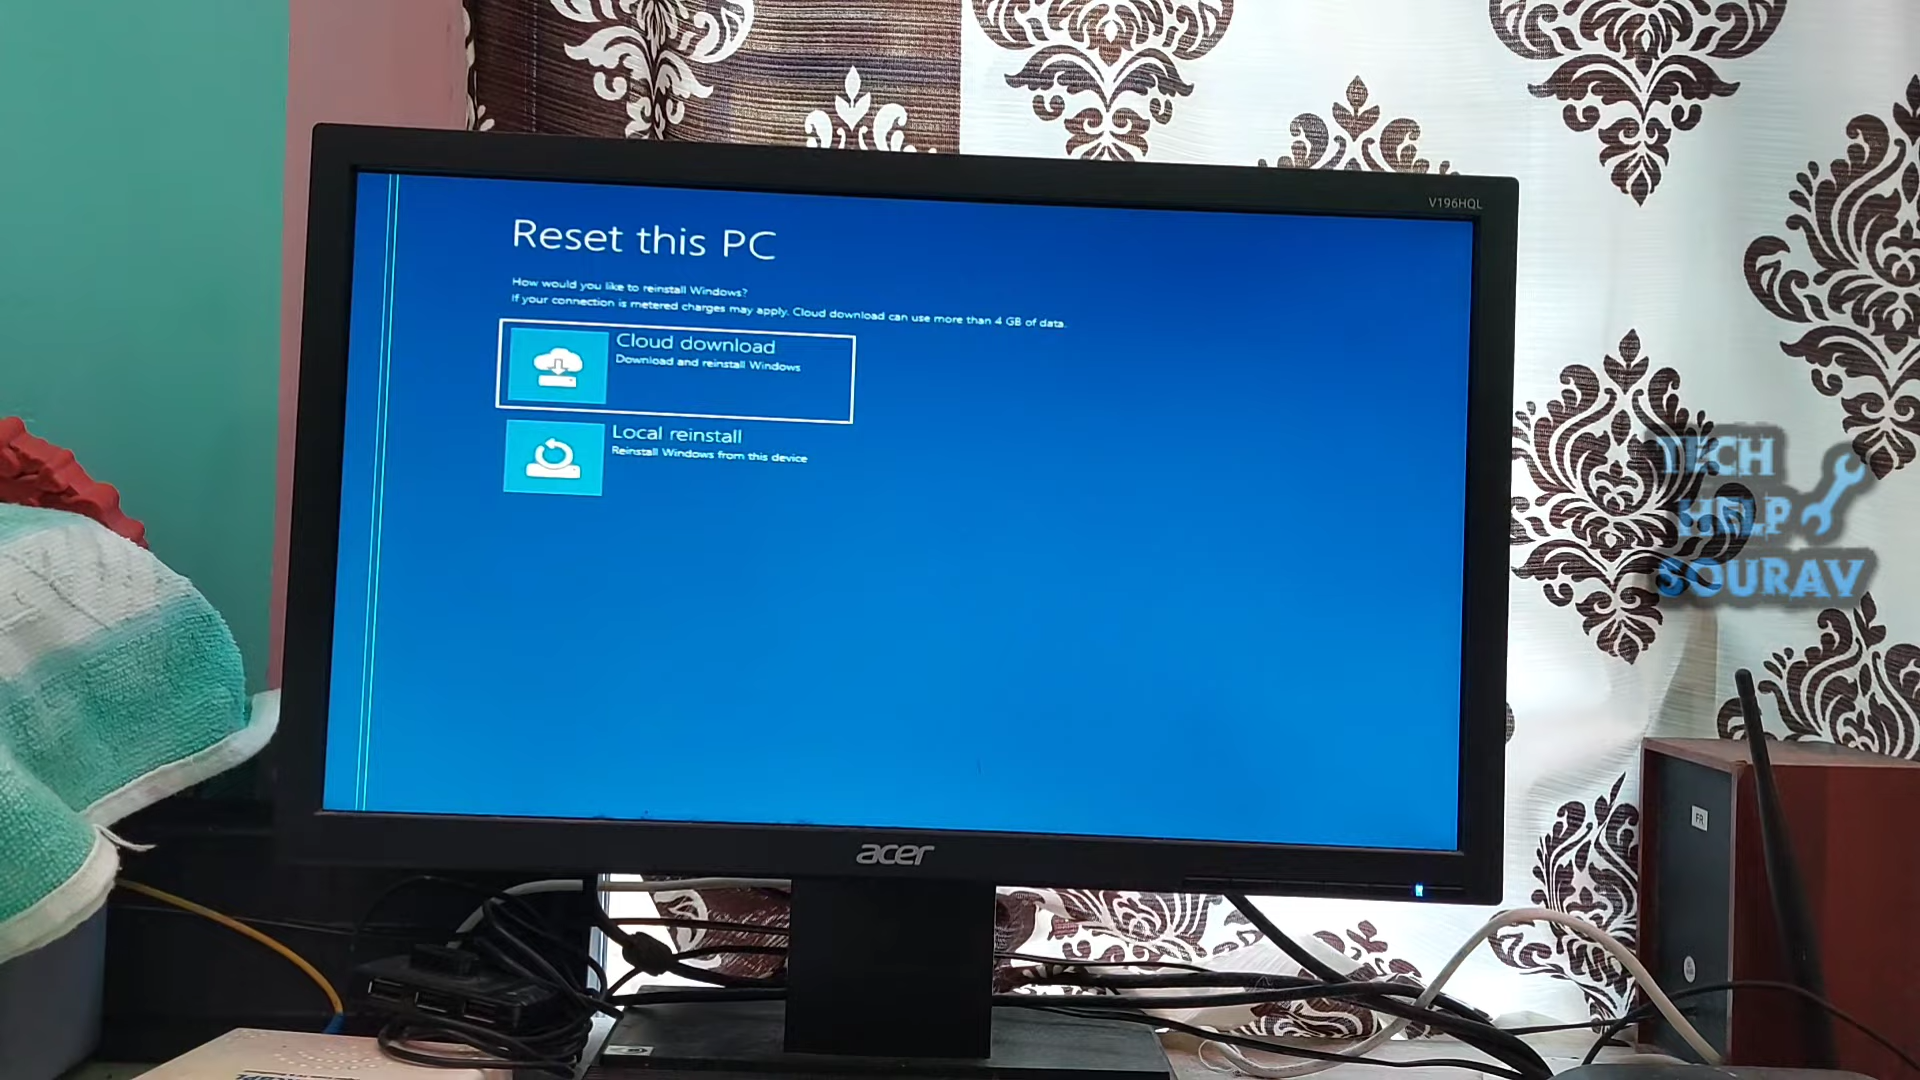 V196HQL
Reset this PC
How would you like to reinstall Windows?
If your connection is metered charges may apply. Cloud download can use more than 4 GB of data.
Cloud download
Download and reinstall Windows
Local reinstall
Reinstall Windows from this device
TECH
HELP
SOURAV
FR
acer